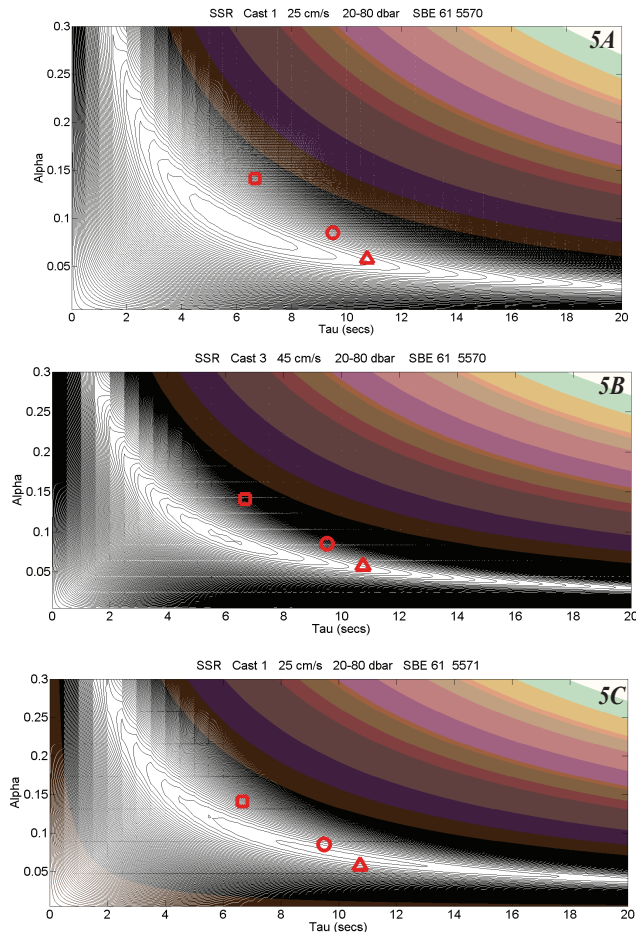 SSR Cast 1 25 cm/s 20-80 dbar SBE 61 5570
5A
0.3
0.25
0.2
0.15
0.1
0.05
Alpha
0 2 4 6 8 10 12 14 16 18 20
Tau (secs)
SSR Cast 3 45 cm/s 20-80 dbar SBE 61 5570
5B
0.3
0.25
0.2
0.15
0.1
0.05
Alpha
0 2 4 6 8 10 12 14 16 18 20
Tau (secs)
SSR Cast 1 25 cm/s 20-80 dbar SBE 61 5571
5C
0.3
0.25
0.2
0.15
0.1
0.05
Alpha
0 2 4 6 8 10 12 14 16 18 20
Tau (secs)